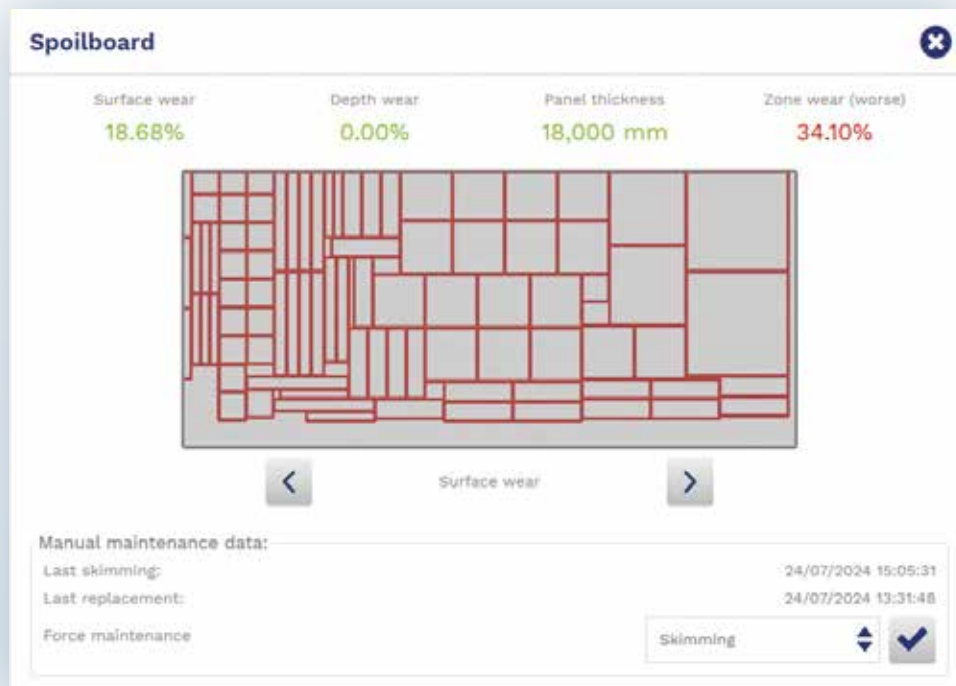 Spoilboard
Surface wear Depth wear Panel thickness Zone wear (worse)
18.68% 0.00% 18,000 mm 34.10%
Surface wear
Manual maintenance data:
Last skimming: 24/07/2024 15:05:31
Last replacement: 24/07/2024 13:31:48
Force maintenance Skimming